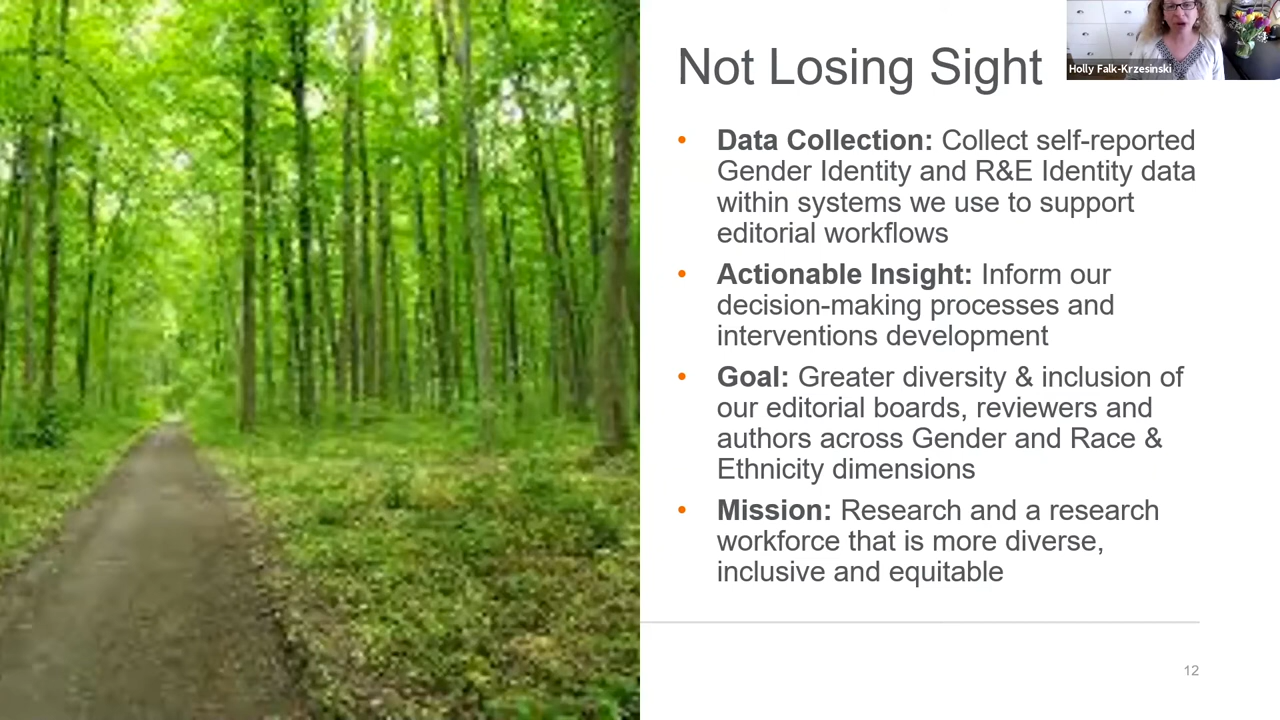 Not Losing Sight
Holly Falk-Krzesinski
• Data Collection: Collect self-reported
Gender Identity and R&E Identity data
within systems we use to support
editorial workflows
• Actionable Insight: Inform our
decision-making processes and
interventions development
• Goal: Greater diversity & inclusion of
our editorial boards, reviewers and
authors across Gender and Race &
Ethnicity dimensions
• Mission: Research and a research
workforce that is more diverse,
inclusive and equitable
12